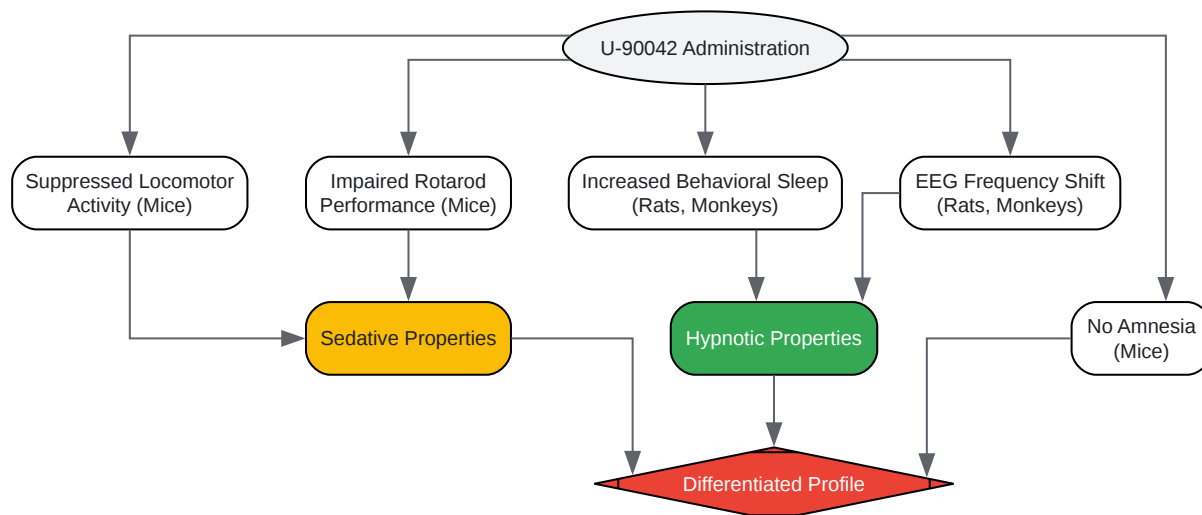 U-90042 Administration
Suppressed Locomotor
Activity (Mice)
Impaired Rotarod
Performance (Mice)
Increased Behavioral Sleep
(Rats, Monkeys)
EEG Frequency Shift
(Rats, Monkeys)
Sedative Properties
Hypnotic Properties
No Amnesia
(Mice)
Differentiated Profile